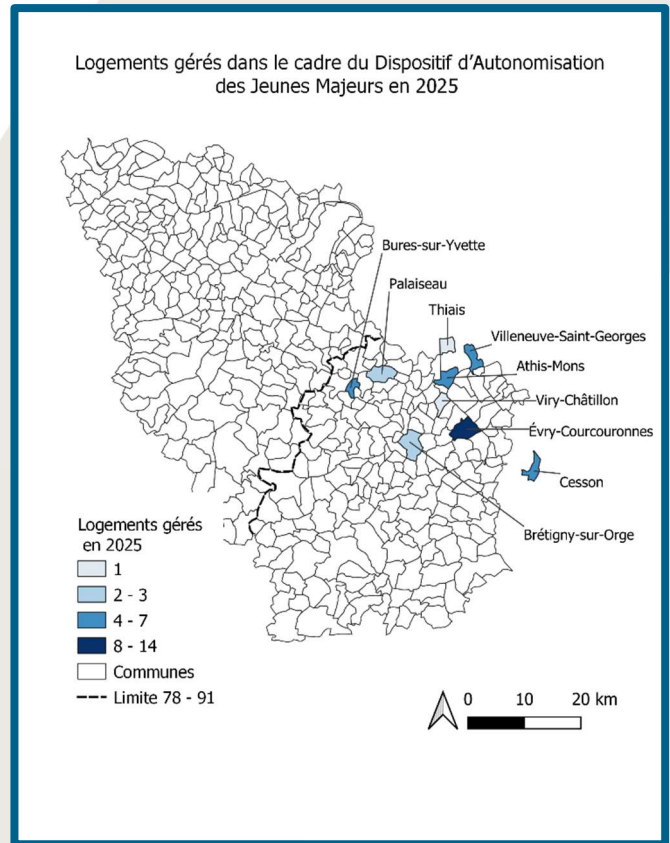 Logements gérés dans le cadre du Dispositif d'Autonomisation
des Jeunes Majeurs en 2025
Bures-sur-Yvette
Palaiseau
Thiais
Villeneuve-Saint-Georges
Athis-Mons
Viry-Châtillon
Évry-Courcouronnes
Cesson
Brétigny-sur-Orge
Logements gérés
en 2025
1
2 - 3
4 - 7
8 - 14
Communes
Limite 78 - 91
0 10 20 km